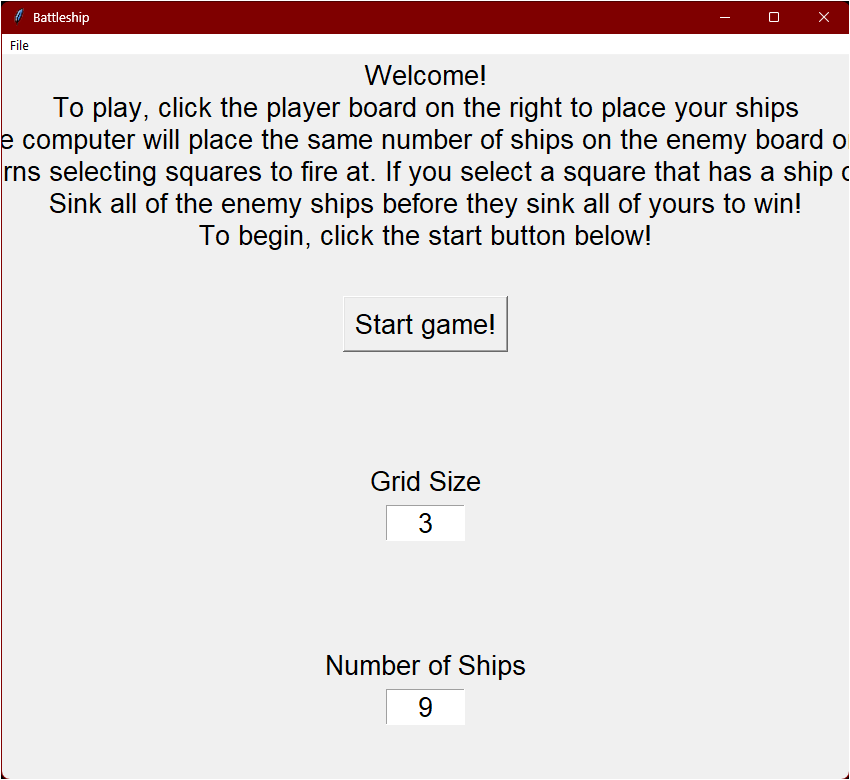 Battleship
File
Welcome!
To play, click the player board on the right to place your ships
e computer will place the same number of ships on the enemy board
rns selecting squares to fire at. If you select a square that has a ship
Sink all of the enemy ships before they sink all of yours to win!
To begin, click the start button below!
Start game!
Grid Size
3
Number of Ships
9